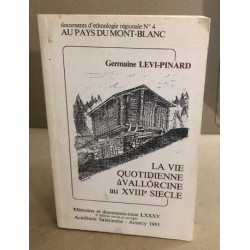 documents d'ethnologie régionale N° 4
AU PAYS DU MONT-BLANC
Germaine LEVI-PINARD
LA VIE
QUOTIDIENNE
à VALLORCINE
au XVIIIe SIECLE
Mémoires et documents-tome LXXXV
Académie Salésienne - Annecy 1983